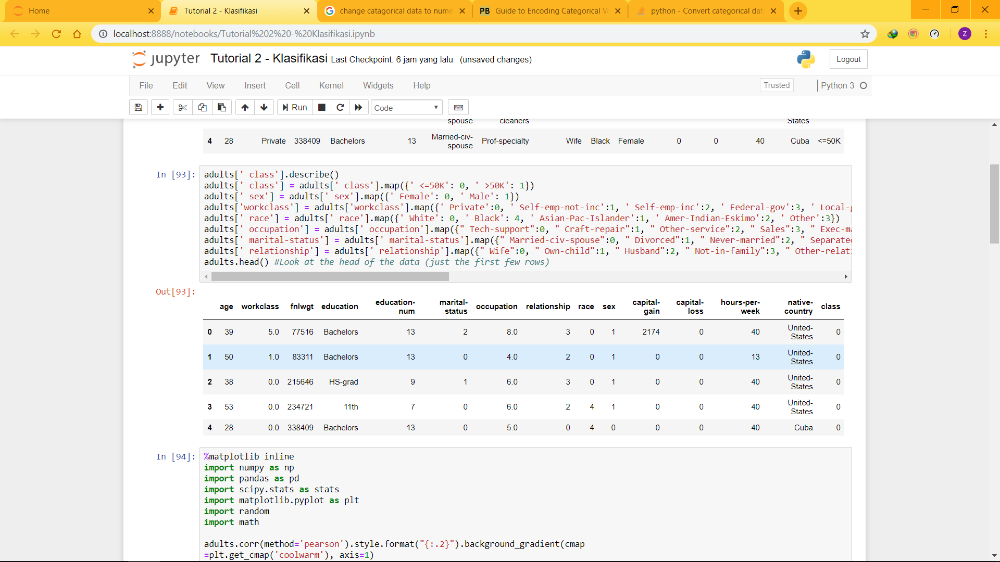 Home
Tutorial 2 - Klasifikasi
change catagorical data to nume
PB Guide to Encoding Categorical Va
python - Convert categorical data
localhost:8888/notebooks/Tutorial%202%20-%20Klasifikasi.ipynb
Z
jupyter Tutorial 2 - Klasifikasi Last Checkpoint: 6 jam yang lalu (unsaved changes)
Logout
File Edit View Insert Cell Kernel Widgets Help
Trusted
Python 3
Run
Code
spouse cleaners States
4 28 Private 338409 Bachelors 13 Married-civ-spouse Prof-specialty Wife Black Female 0 0 40 Cuba <=50K
In [93]:
adults[' class'].describe()
adults[' class'] = adults[' class'].map({' <=50K': 0, ' >50K': 1})
adults[' sex'] = adults[' sex'].map({' Female': 0, ' Male': 1})
adults['workclass'] = adults['workclass'].map({' Private':0, ' Self-emp-not-inc':1, ' Self-emp-inc':2, ' Federal-gov':3, ' Local-g
adults[' race'] = adults[' race'].map({' White': 0, ' Black': 4, ' Asian-Pac-Islander':1, ' Amer-Indian-Eskimo':2, ' Other':3})
adults[' occupation'] = adults[' occupation'].map({" Tech-support":0, " Craft-repair":1, " Other-service":2, " Sales":3, " Exec-ma
adults[' marital-status'] = adults[' marital-status'].map({" Married-civ-spouse":0, " Divorced":1, " Never-married":2, " Separated
adults[' relationship'] = adults[' relationship'].map({" Wife":0, " Own-child":1, " Husband":2, " Not-in-family":3, " Other-relati
adults.head() #Look at the head of the data (just the first few rows)
Out[93]:
age workclass fnlwgt education education-num marital-status occupation relationship race sex capital-gain capital-loss hours-per-week native-country class
0 39 5.0 77516 Bachelors 13 2 8.0 3 0 1 2174 0 40 United-States 0
1 50 1.0 83311 Bachelors 13 0 4.0 2 0 1 0 0 13 United-States 0
2 38 0.0 215646 HS-grad 9 1 6.0 3 0 1 0 0 40 United-States 0
3 53 0.0 234721 11th 7 0 6.0 2 4 1 0 0 40 United-States 0
4 28 0.0 338409 Bachelors 13 0 5.0 0 4 0 0 0 40 Cuba 0
In [94]:
%matplotlib inline
import numpy as np
import pandas as pd
import scipy.stats as stats
import matplotlib.pyplot as plt
import random
import math
adults.corr(method='pearson').style.format("{:.2}").background_gradient(cmap
=plt.get_cmap('coolwarm'), axis=1)